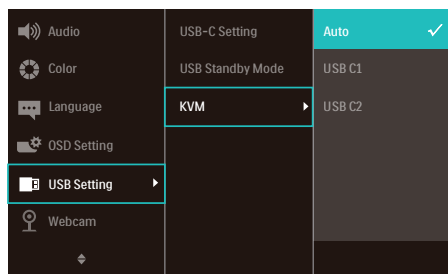 Audio
Color
Language
OSD Setting
USB Setting
Webcam
USB-C Setting
USB Standby Mode
KVM
Auto
USB C1
USB C2